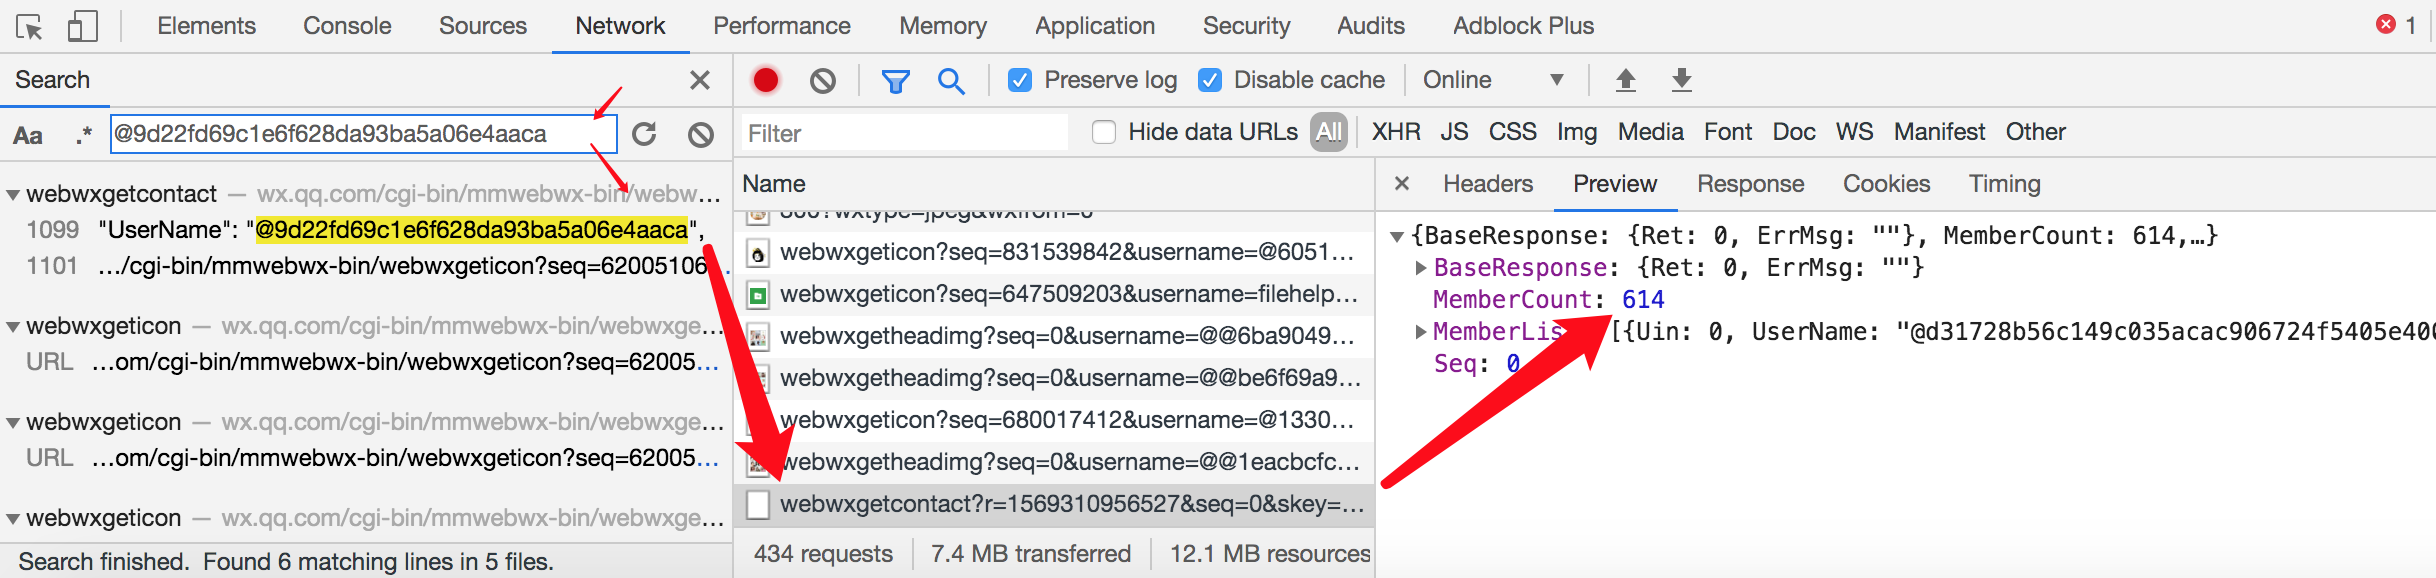 Elements Console Sources Network Performance Memory Application Security Audits Adblock Plus 1
Search
Preserve log Disable cache Online
Aa .* @9d22fd69c1e6f628da93ba5a06e4aaca
Filter Hide data URLs All XHR JS CSS Img Media Font Doc WS Manifest Other
webwxgetcontact — wx.qq.com/cgi-bin/mmwebwx-bin/webw…
1099 "UserName": "@9d22fd69c1e6f628da93ba5a06e4aaca",
1101 …/cgi-bin/mmwebwx-bin/webwxgeticon?seq=62005106…
webwxgeticon — wx.qq.com/cgi-bin/mmwebwx-bin/webwxge…
URL …om/cgi-bin/mmwebwx-bin/webwxgeticon?seq=62005…
webwxgeticon — wx.qq.com/cgi-bin/mmwebwx-bin/webwxge…
URL …om/cgi-bin/mmwebwx-bin/webwxgeticon?seq=62005…
webwxgeticon — wx.qq.com/cgi-bin/mmwebwx-bin/webwxge…
Search finished. Found 6 matching lines in 5 files.
Name
webwxgeticon?seq=831539842&username=@6051…
webwxgeticon?seq=647509203&username=filehelp…
webwxgetheadimg?seq=0&username=@@6ba9049…
webwxgetheadimg?seq=0&username=@@be6f69a9…
webwxgeticon?seq=680017412&username=@1330…
webwxgetheadimg?seq=0&username=@@1eacbcfc…
webwxgetcontact?r=1569310956527&seq=0&skey=…
434 requests 7.4 MB transferred 12.1 MB resources
Headers Preview Response Cookies Timing
{BaseResponse: {Ret: 0, ErrMsg: ""}, MemberCount: 614,…}
BaseResponse: {Ret: 0, ErrMsg: ""}
MemberCount: 614
MemberLis [{Uin: 0, UserName: "@d31728b56c149c035acac906724f5405e400
Seq: 0